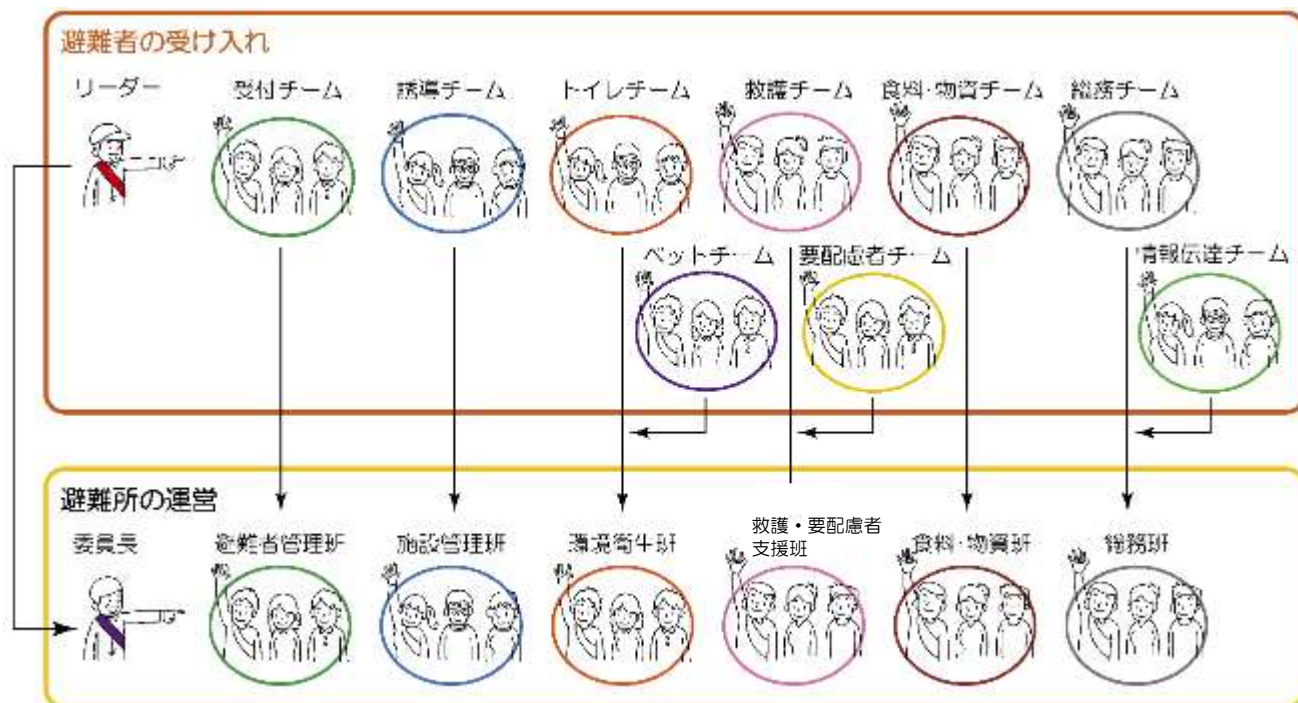 避難者の受け入れ
リーダー
受付チーム
誘導チーム
トイレチーム
救護チーム
食料・物資チーム
総務チーム
ペットチーム
要配慮者チーム
情報伝達チーム
避難所の運営
委員長
避難者管理班
施設管理班
環境衛生班
救護・要配慮者
支援班
食料・物資班
総務班